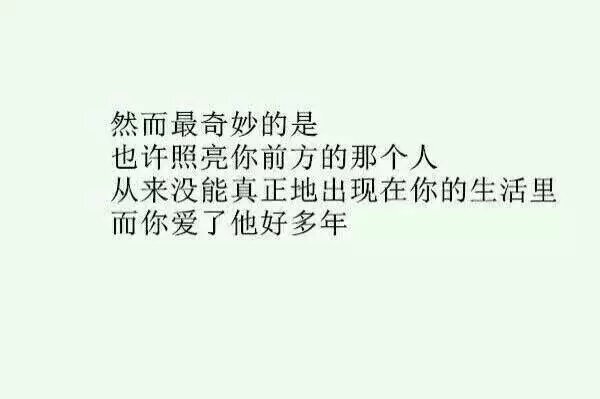 然而最奇妙的是
也许照亮你前方的那个人
从来没能真正地出现在你的生活里
而你爱了他好多年